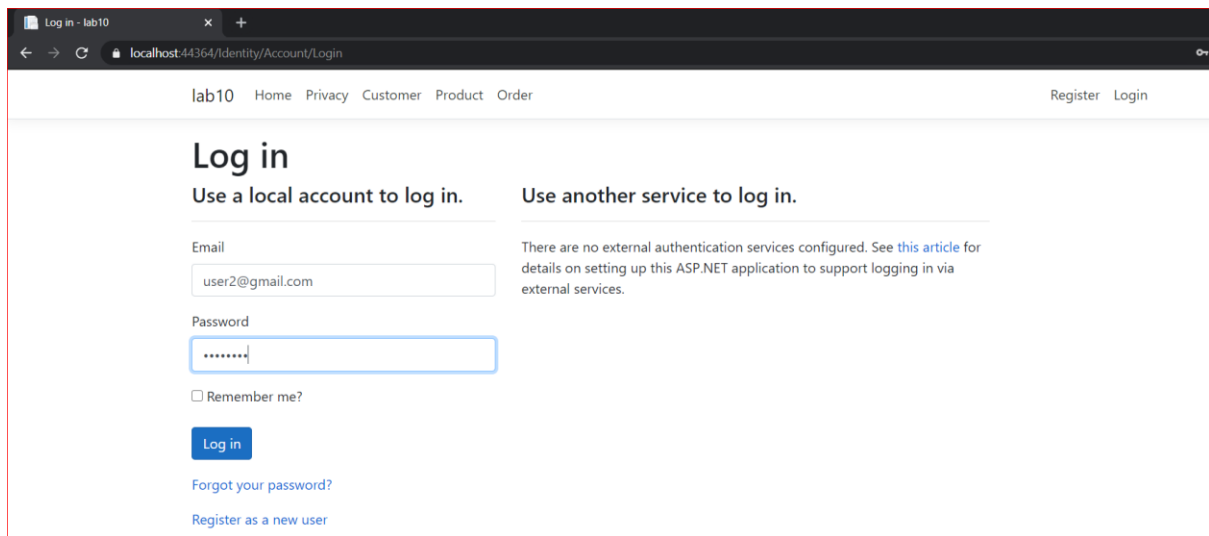 Log in - lab10
localhost:44364/Identity/Account/Login
lab10 Home Privacy Customer Product Order Register Login
Log in
Use a local account to log in.
Use another service to log in.
Email
user2@gmail.com
Password
••••••••
Remember me?
Log in
Forgot your password?
Register as a new user
There are no external authentication services configured. See this article for
details on setting up this ASP.NET application to support logging in via
external services.